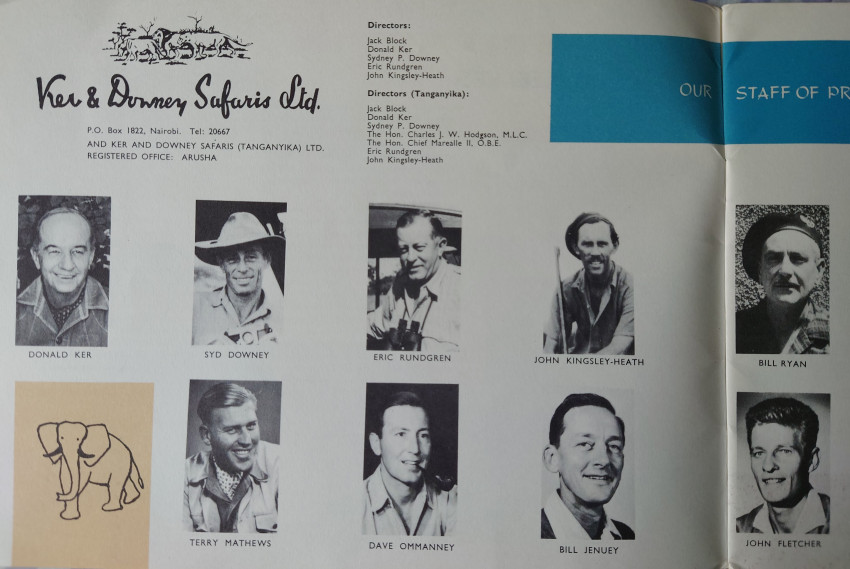 Ker & Downey Safaris Ltd.
P.O. Box 1822, Nairobi. Tel: 20667
AND KER AND DOWNEY SAFARIS (TANGANYIKA) LTD.
REGISTERED OFFICE: ARUSHA
Directors:
Jack Block
Donald Ker
Sydney P. Downey
Eric Rundgren
John Kingsley-Heath
Directors (Tanganyika):
Jack Block
Donald Ker
Sydney P. Downey
The Hon. Charles J. W. Hodgson, M.L.C.
The Hon. Chief Marealle II, O.B.E.
Eric Rundgren
John Kingsley-Heath
OUR STAFF OF PR
DONALD KER
SYD DOWNEY
ERIC RUNDGREN
JOHN KINGSLEY-HEATH
BILL RYAN
TERRY MATHEWS
DAVE OMMANNEY
BILL JENUEY
JOHN FLETCHER